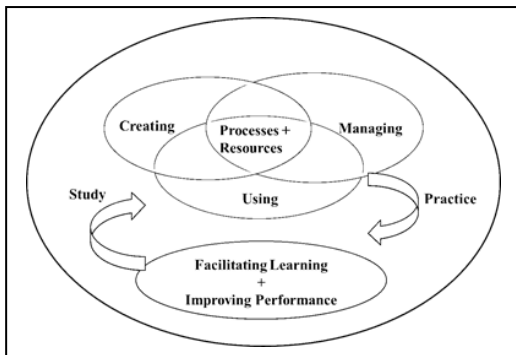 Creating
Processes +
Resources
Managing
Using
Study
Practice
Facilitating Learning
+
Improving Performance